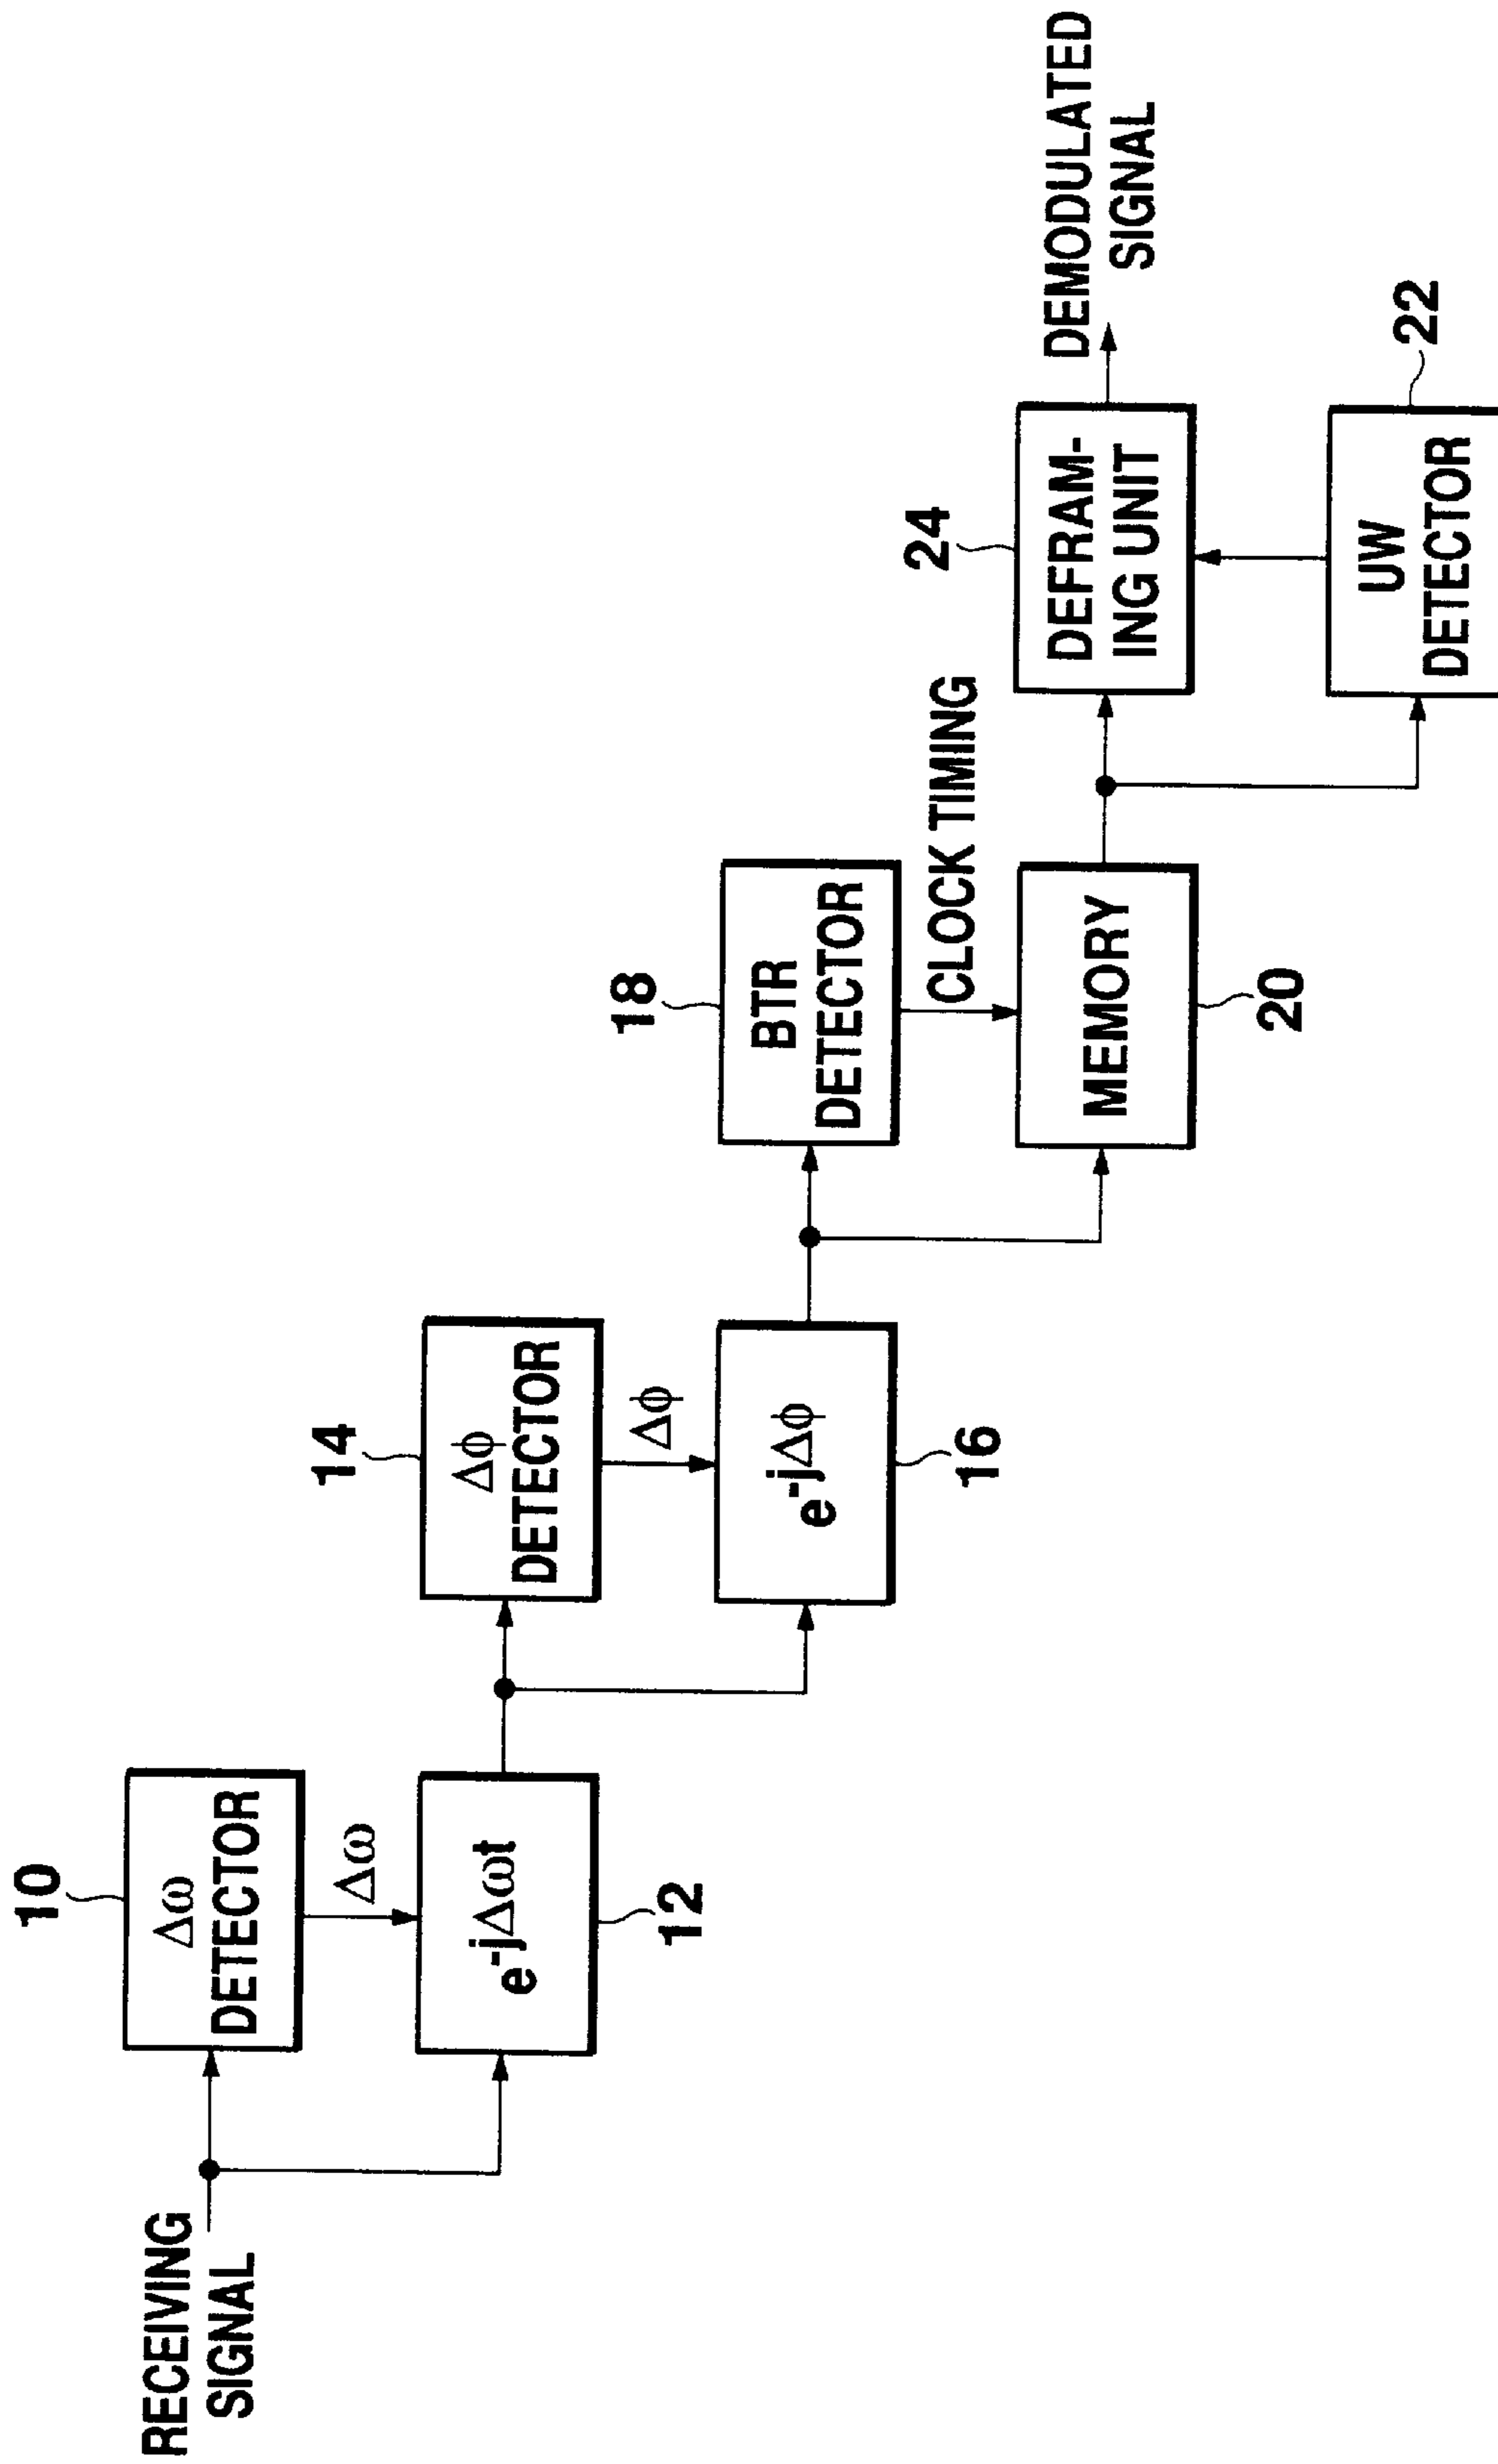 RECEIVING
SIGNAL
10
Δω
DETECTOR
Δω
e-jΔωt
12
14
Δϕ
DETECTOR
Δϕ
e-jΔϕ
16
18
BTR
DETECTOR
CLOCK TIMING
MEMORY
20
24
DEFRAM-
ING UNIT
UW
DETECTOR
22
DEMODULATED
SIGNAL